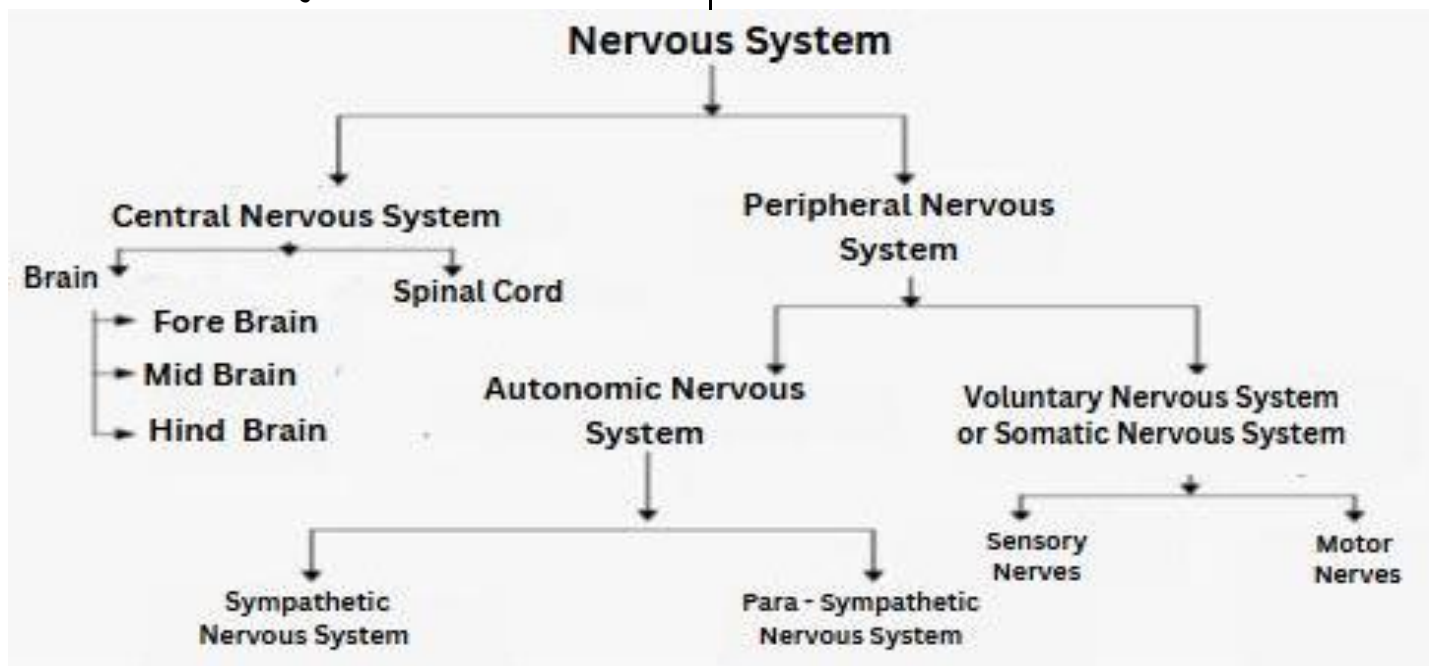 Nervous System
Central Nervous System
Peripheral Nervous
System
Brain
Spinal Cord
Fore Brain
Mid Brain
Hind Brain
Autonomic Nervous
System
Voluntary Nervous System
or Somatic Nervous System
Sensory
Nerves
Motor
Nerves
Sympathetic
Nervous System
Para - Sympathetic
Nervous System